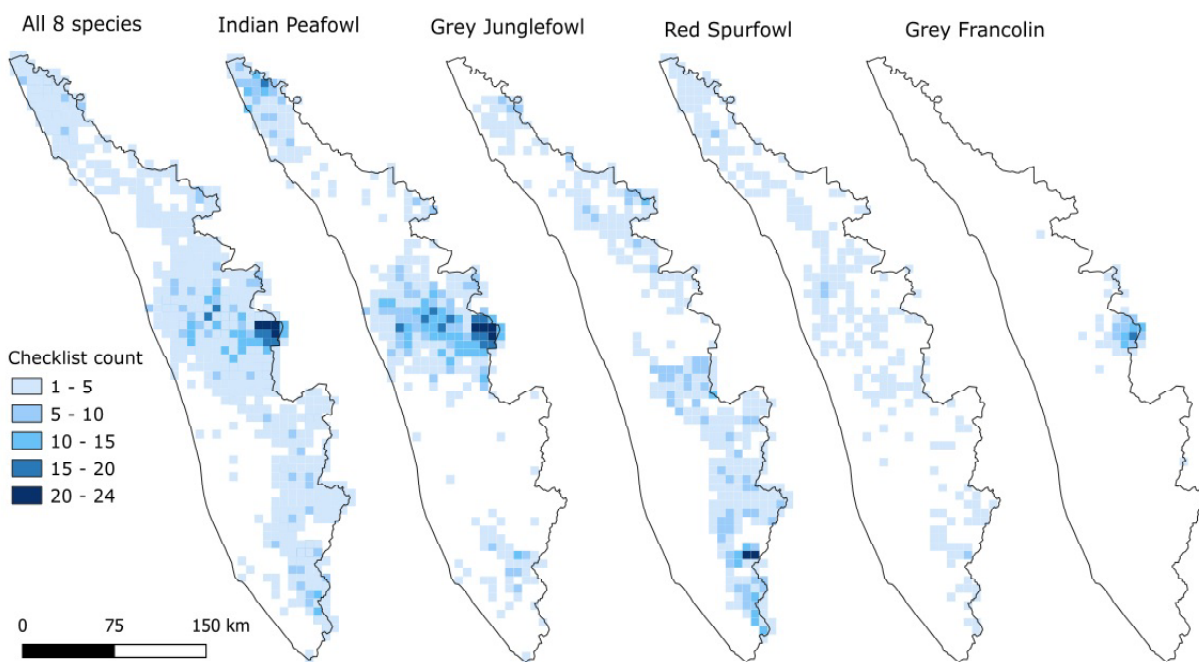 All 8 species
Indian Peafowl
Grey Junglefowl
Red Spurfowl
Grey Francolin
Checklist count
1 - 5
5 - 10
10 - 15
15 - 20
20 - 24
0 75 150 km